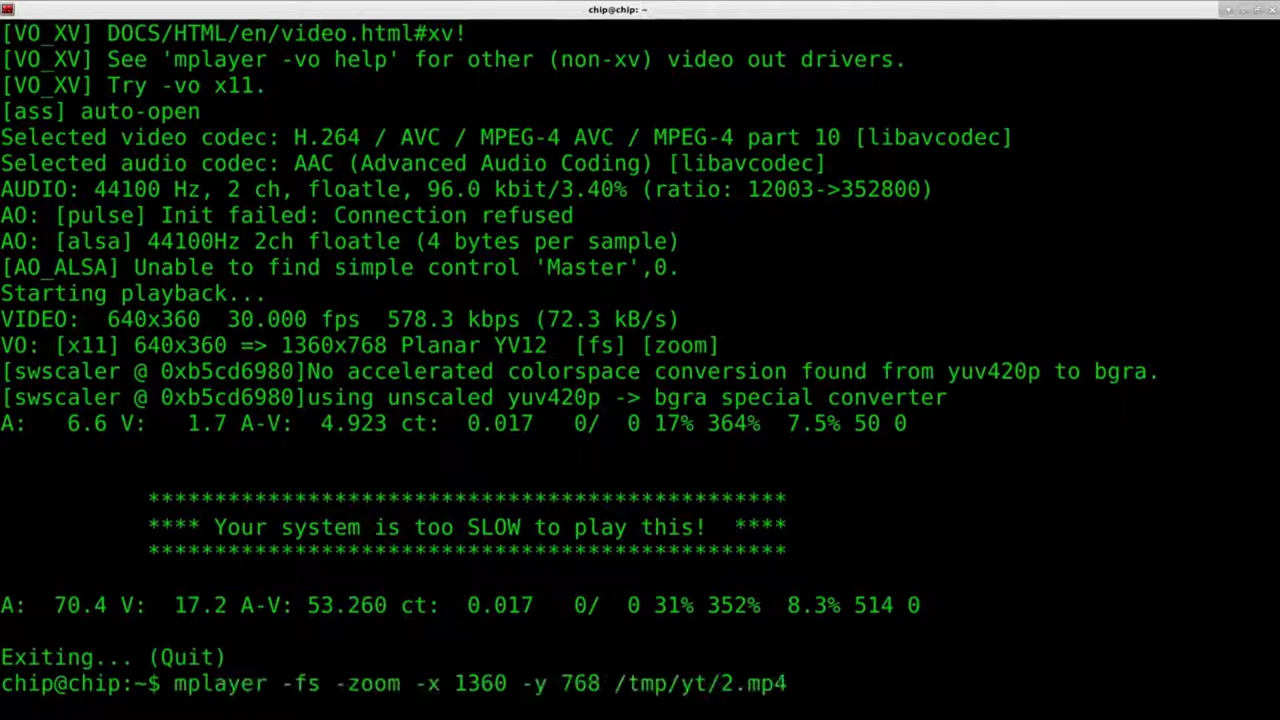 chip@chip: ~
[VO_XV] DOCS/HTML/en/video.html#xv!
[VO_XV] See 'mplayer -vo help' for other (non-xv) video out drivers.
[VO_XV] Try -vo x11.
[ass] auto-open
Selected video codec: H.264 / AVC / MPEG-4 AVC / MPEG-4 part 10 [libavcodec]
Selected audio codec: AAC (Advanced Audio Coding) [libavcodec]
AUDIO: 44100 Hz, 2 ch, floatle, 96.0 kbit/3.40% (ratio: 12003->352800)
AO: [pulse] Init failed: Connection refused
AO: [alsa] 44100Hz 2ch floatle (4 bytes per sample)
[AO_ALSA] Unable to find simple control 'Master',0.
Starting playback...
VIDEO:  640x360  30.000 fps  578.3 kbps (72.3 kB/s)
VO: [x11] 640x360 => 1360x768 Planar YV12  [fs] [zoom]
[swscaler @ 0xb5cd6980]No accelerated colorspace conversion found from yuv420p to bgra.
[swscaler @ 0xb5cd6980]using unscaled yuv420p -> bgra special converter
A:   6.6 V:   1.7 A-V:  4.923 ct:  0.017   0/  0 17% 364%  7.5% 50 0
************************************************
**** Your system is too SLOW to play this!  ****
************************************************
A:  70.4 V:  17.2 A-V: 53.260 ct:  0.017   0/  0 31% 352%  8.3% 514 0
Exiting... (Quit)
chip@chip:~$ mplayer -fs -zoom -x 1360 -y 768 /tmp/yt/2.mp4